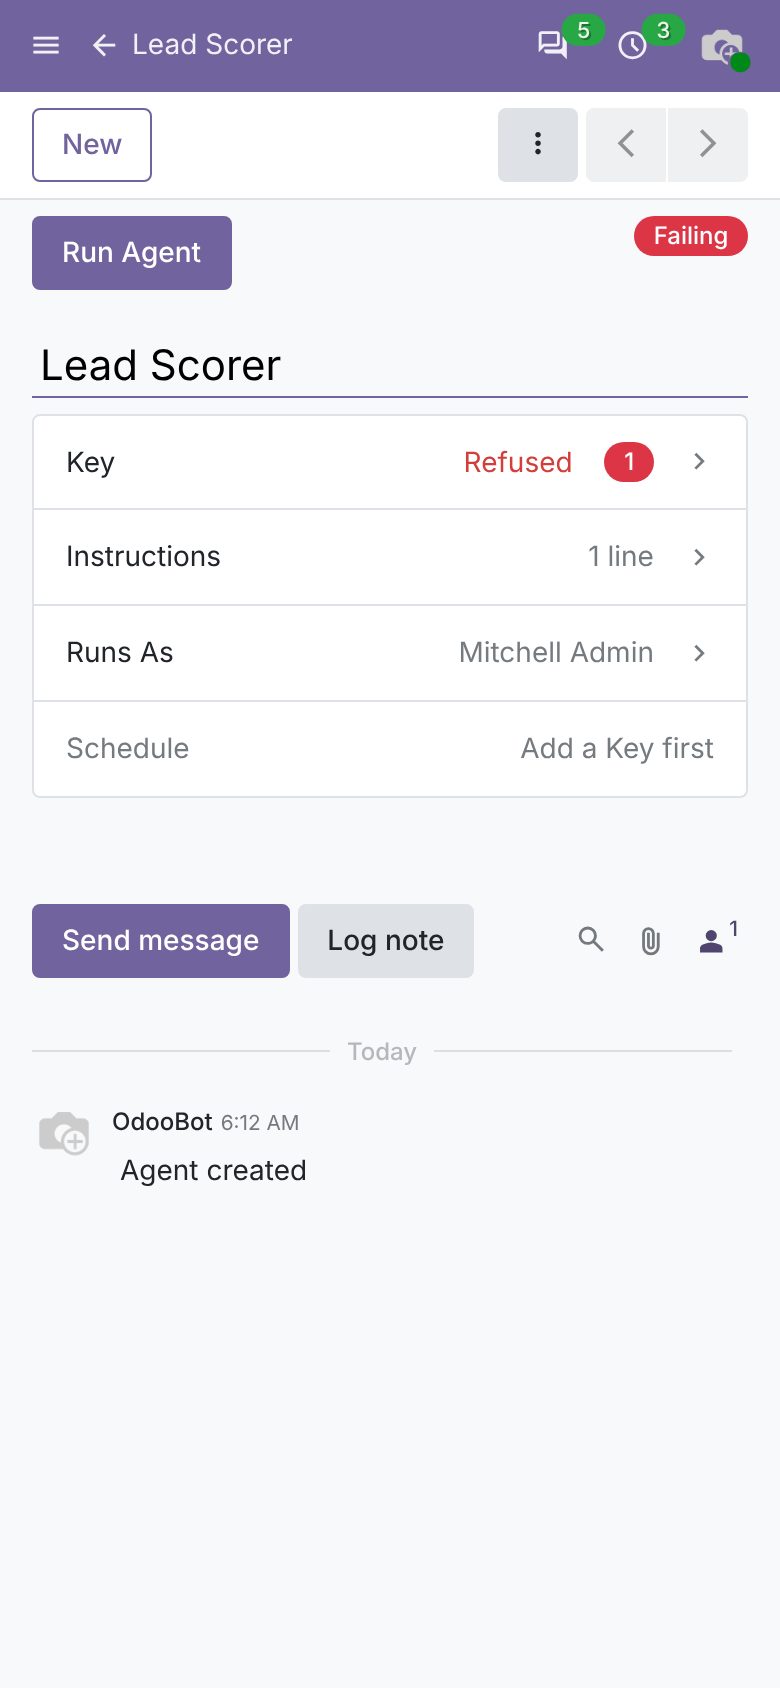 Lead Scorer
5
3
New
Run Agent
Failing
Lead Scorer
Key Refused 1
Instructions 1 line
Runs As Mitchell Admin
Schedule Add a Key first
Send message Log note 1
Today
OdooBot 6:12 AM
Agent created